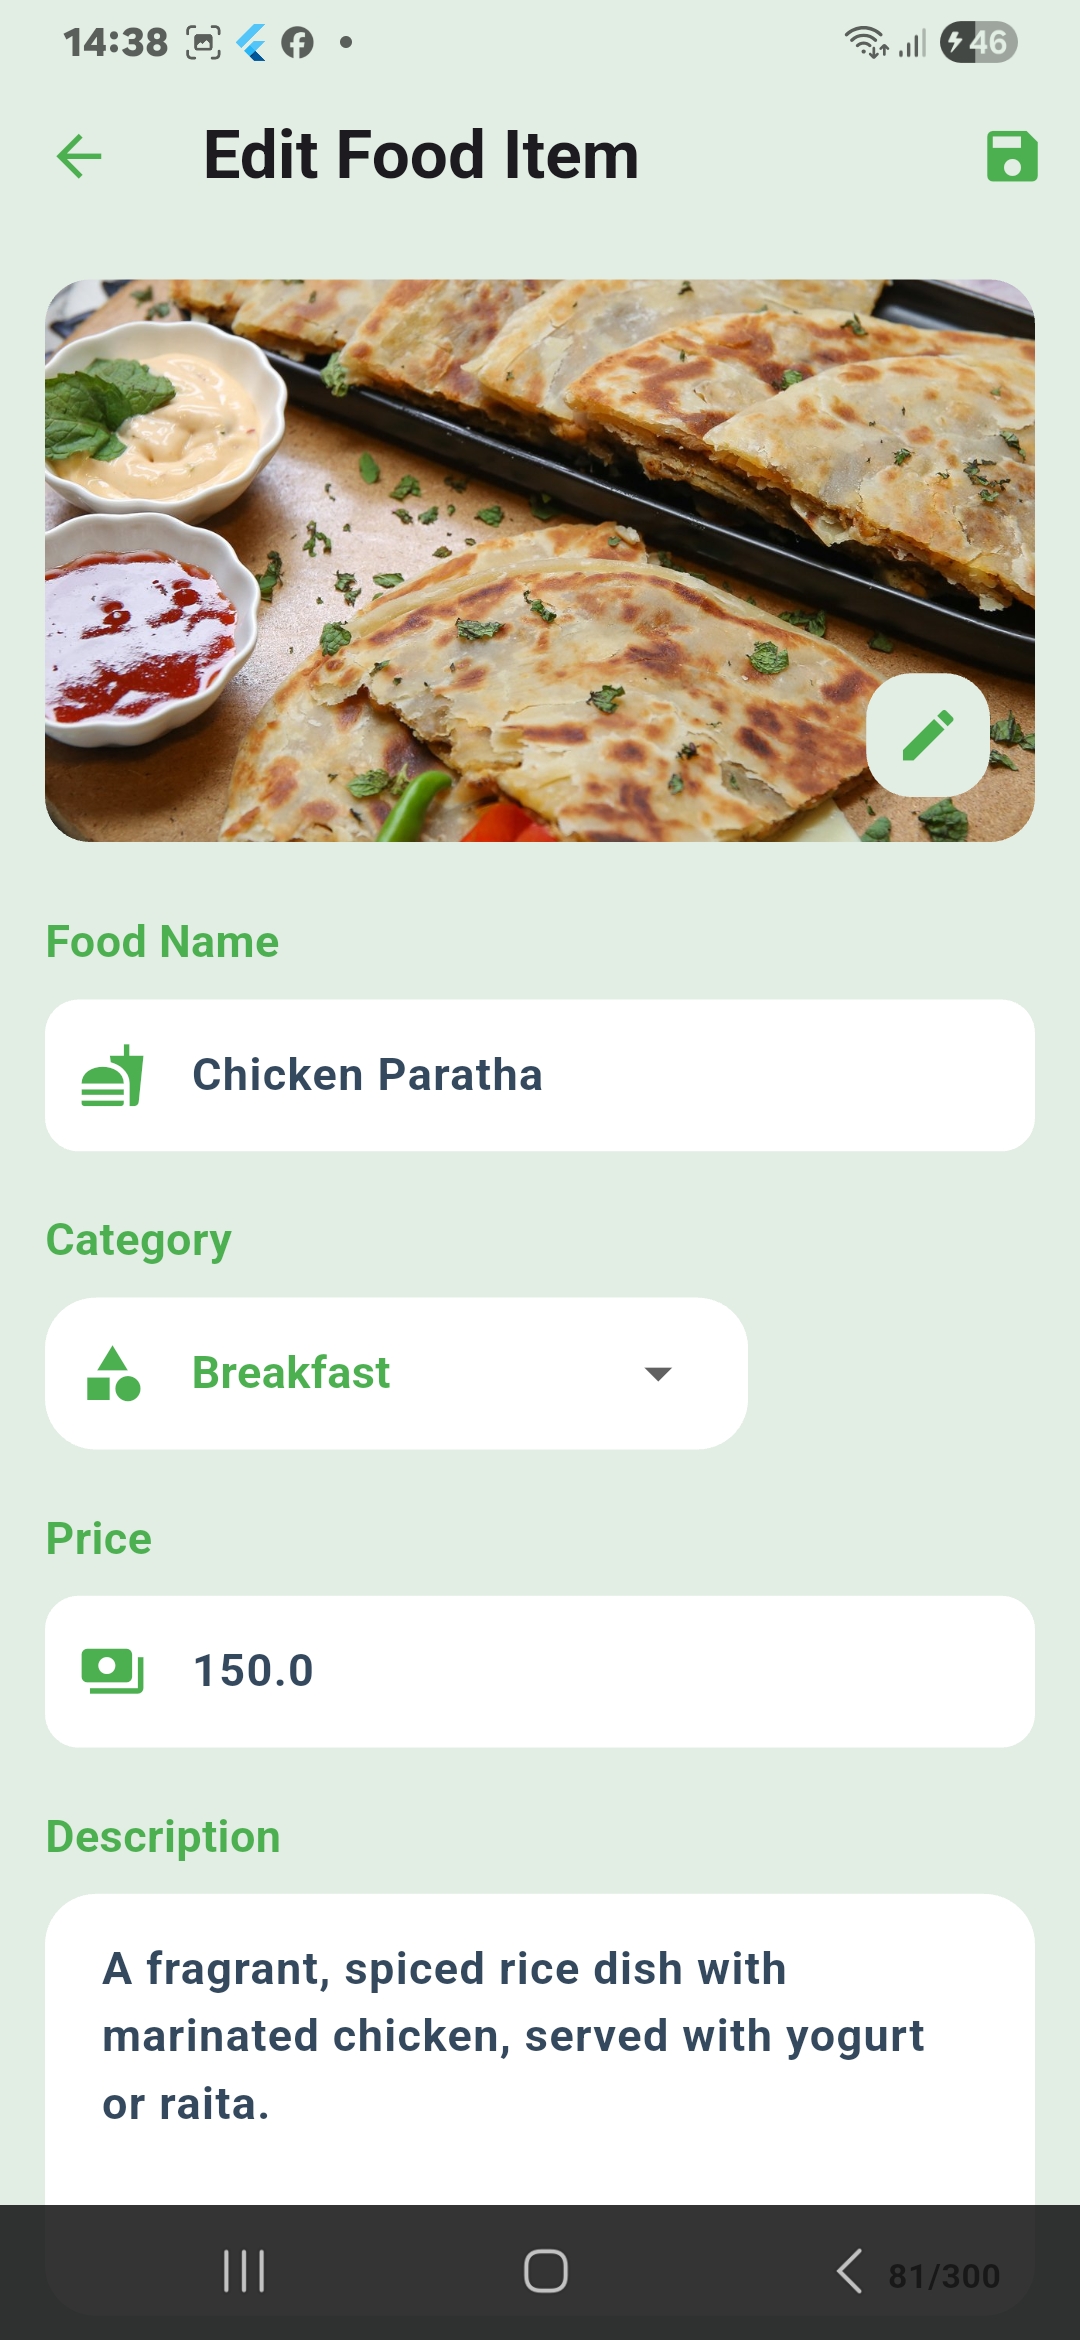 14:38
46
Edit Food Item
Food Name
Chicken Paratha
Category
Breakfast
Price
150.0
Description
A fragrant, spiced rice dish with
marinated chicken, served with yogurt
or raita.
81/300